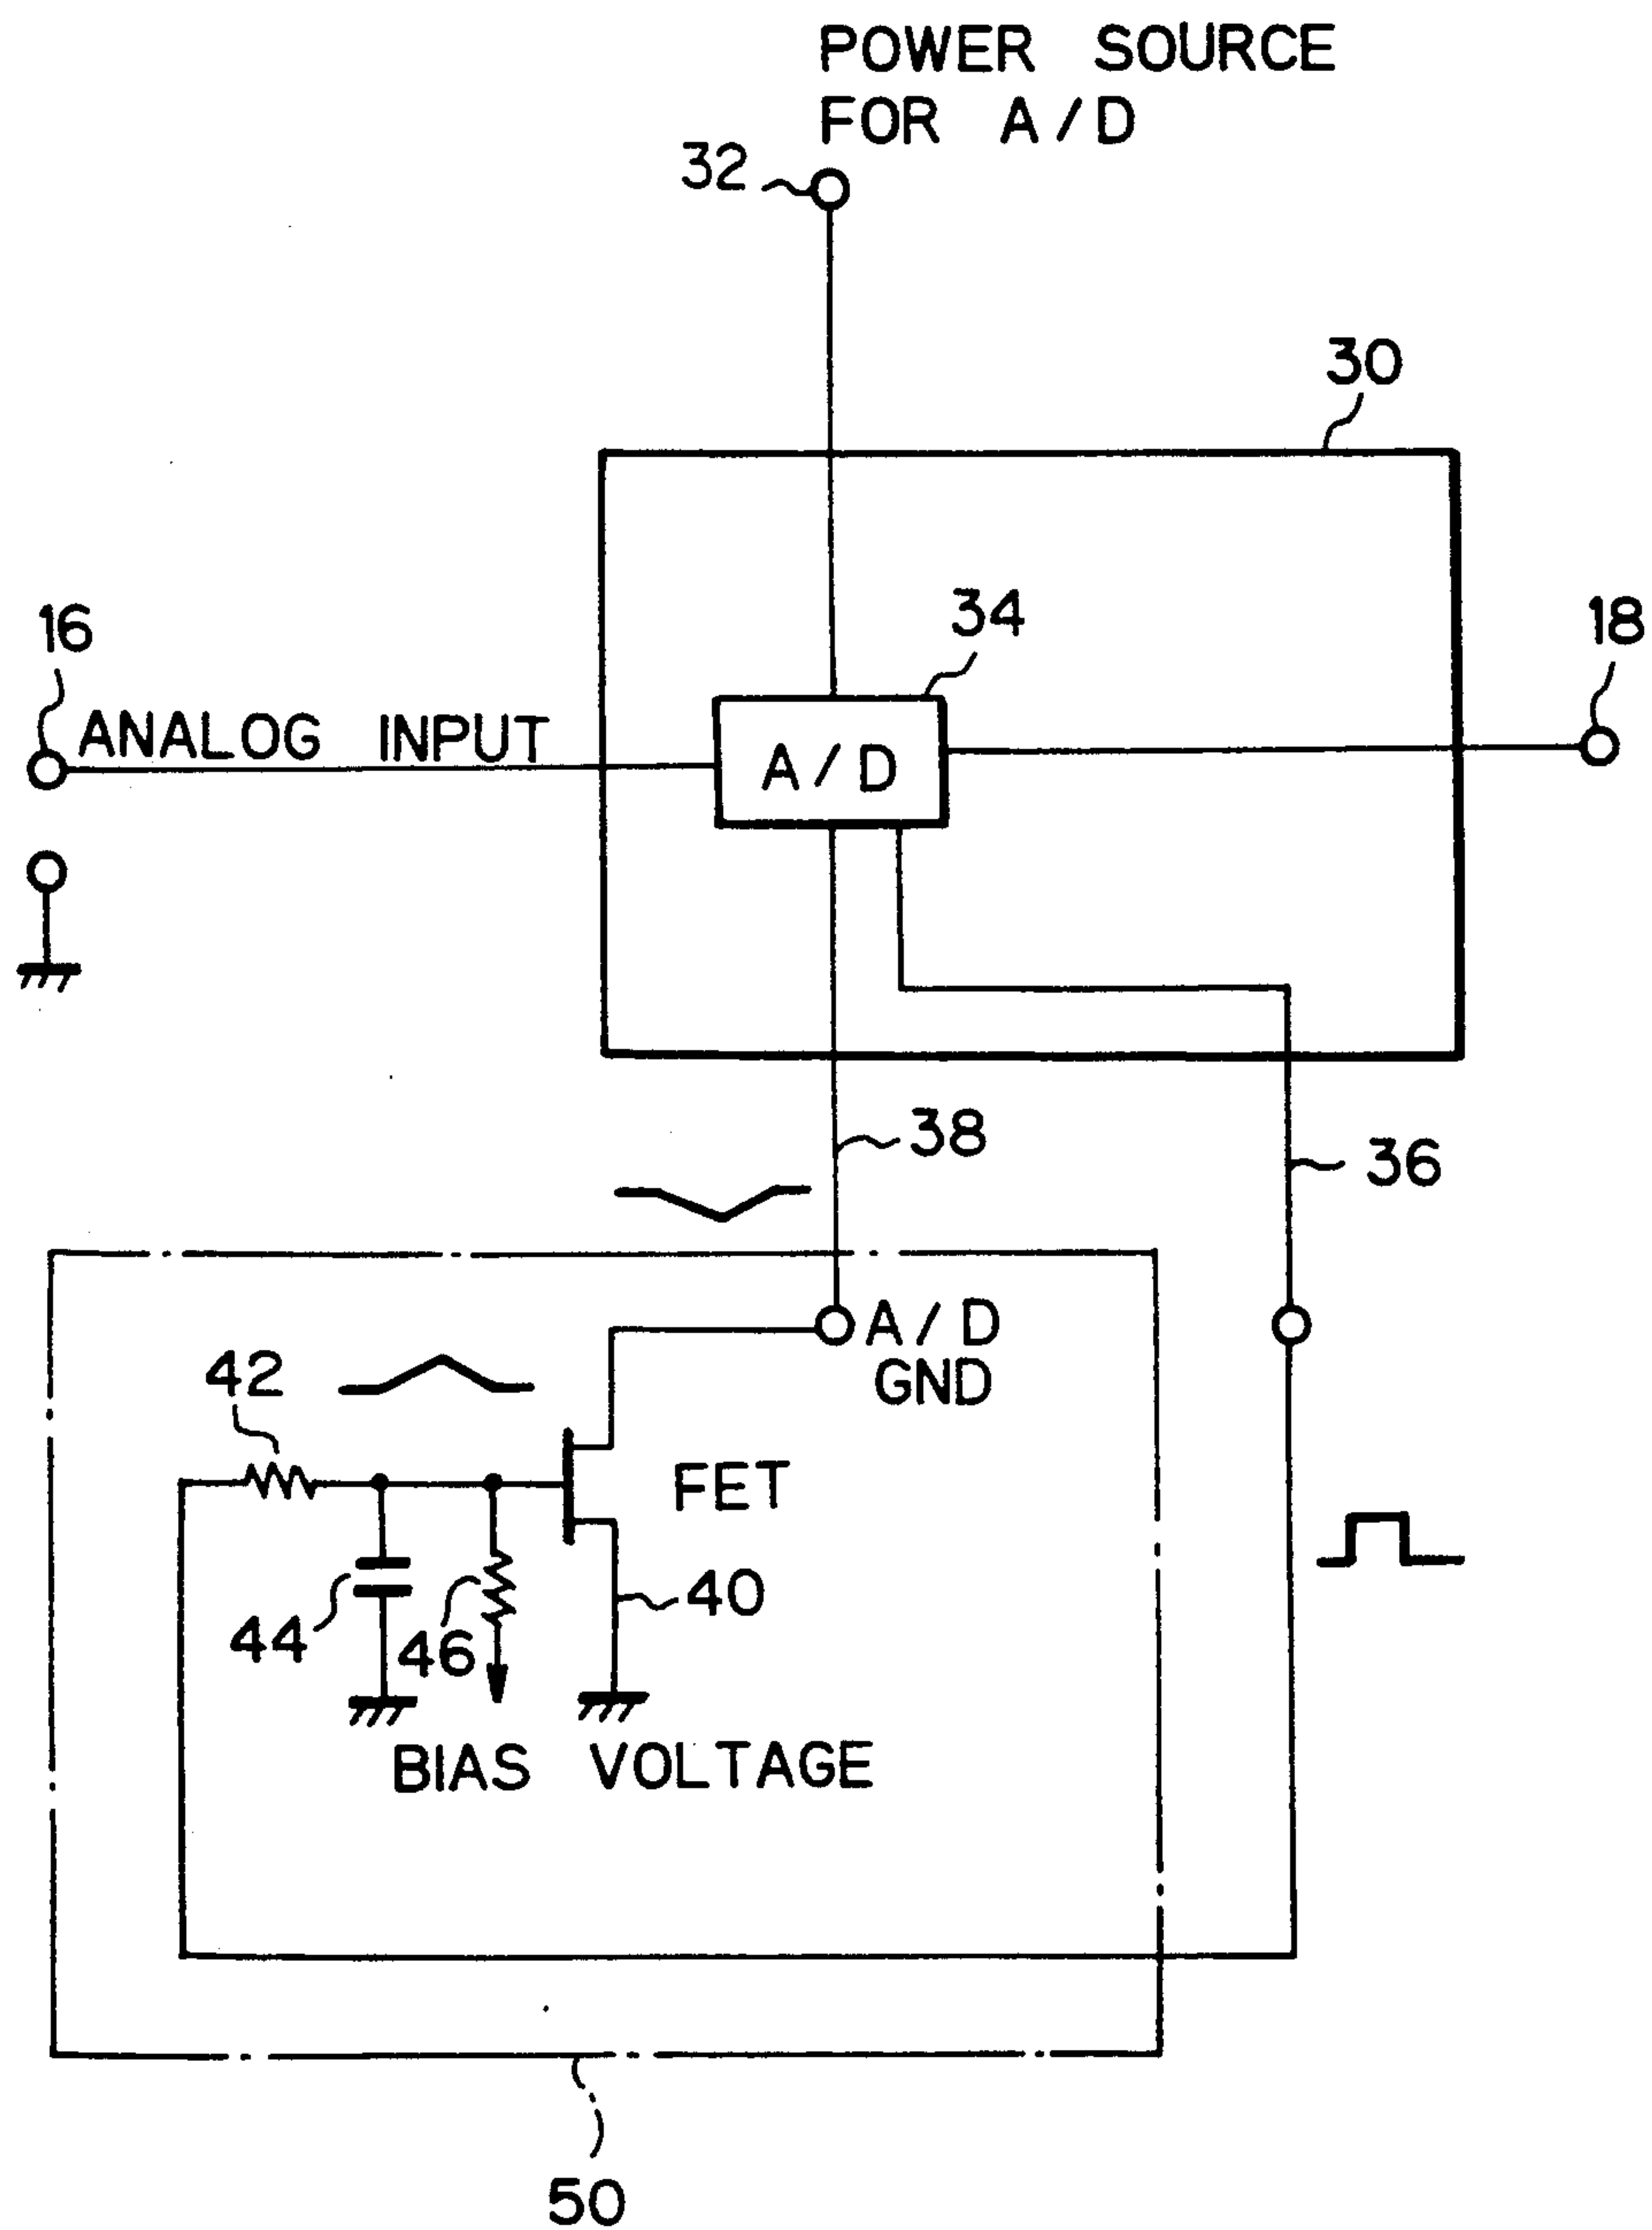 POWER SOURCE
FOR A/D
32
30
16
34
18
ANALOG INPUT
A/D
38
36
A/D
GND
42
FET
44
46
40
BIAS VOLTAGE
50